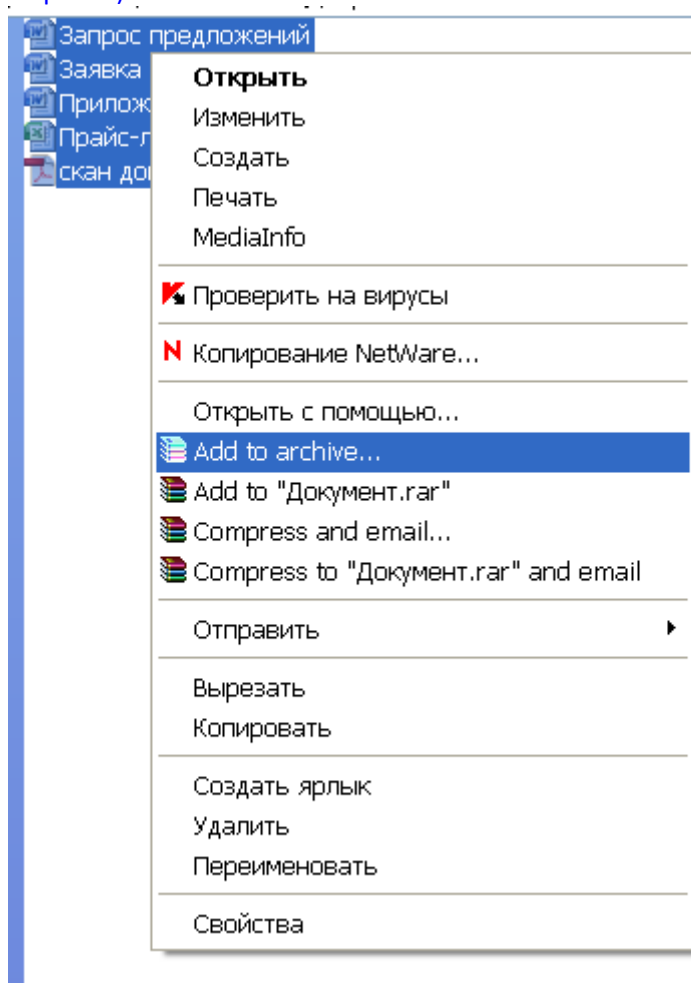 Запрос предложений
Заявка
Прилож
Прайс-л
скан до
Открыть
Изменить
Создать
Печать
MediaInfo
Проверить на вирусы
N Копирование NetWare...
Открыть с помощью...
Add to archive...
Add to "Документ.rar"
Compress and email...
Compress to "Документ.rar" and email
Отправить
Вырезать
Копировать
Создать ярлык
Удалить
Переименовать
Свойства